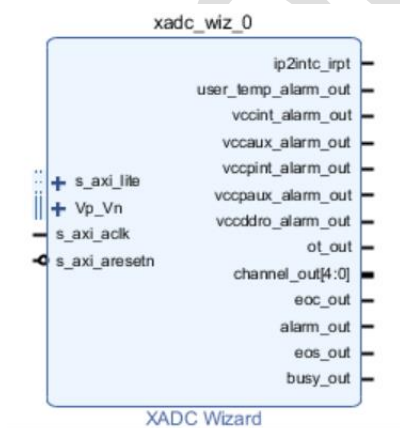 xadc_wiz_0
ip2intc_irpt
user_temp_alarm_out
vccint_alarm_out
vccaux_alarm_out
vccpint_alarm_out
vccpaux_alarm_out
vccddro_alarm_out
ot_out
channel_out[4:0]
eoc_out
alarm_out
eos_out
busy_out
s_axi_lite
Vp_Vn
s_axi_aclk
s_axi_aresetn
XADC Wizard